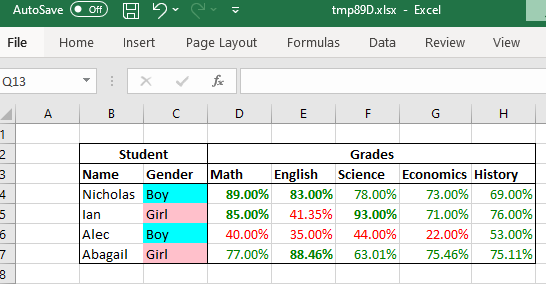 AutoSave Off tmp89D.xlsx - Excel
File Home Insert Page Layout Formulas Data Review View
Q13 fx
A B C D E F G H
1
2 Student Grades
3 Name Gender Math English Science Economics History
4 Nicholas Boy 89.00% 83.00% 78.00% 73.00% 69.00%
5 Ian Girl 85.00% 41.35% 93.00% 71.00% 76.00%
6 Alec Boy 40.00% 35.00% 44.00% 22.00% 53.00%
7 Abagail Girl 77.00% 88.46% 63.01% 75.46% 75.11%
8